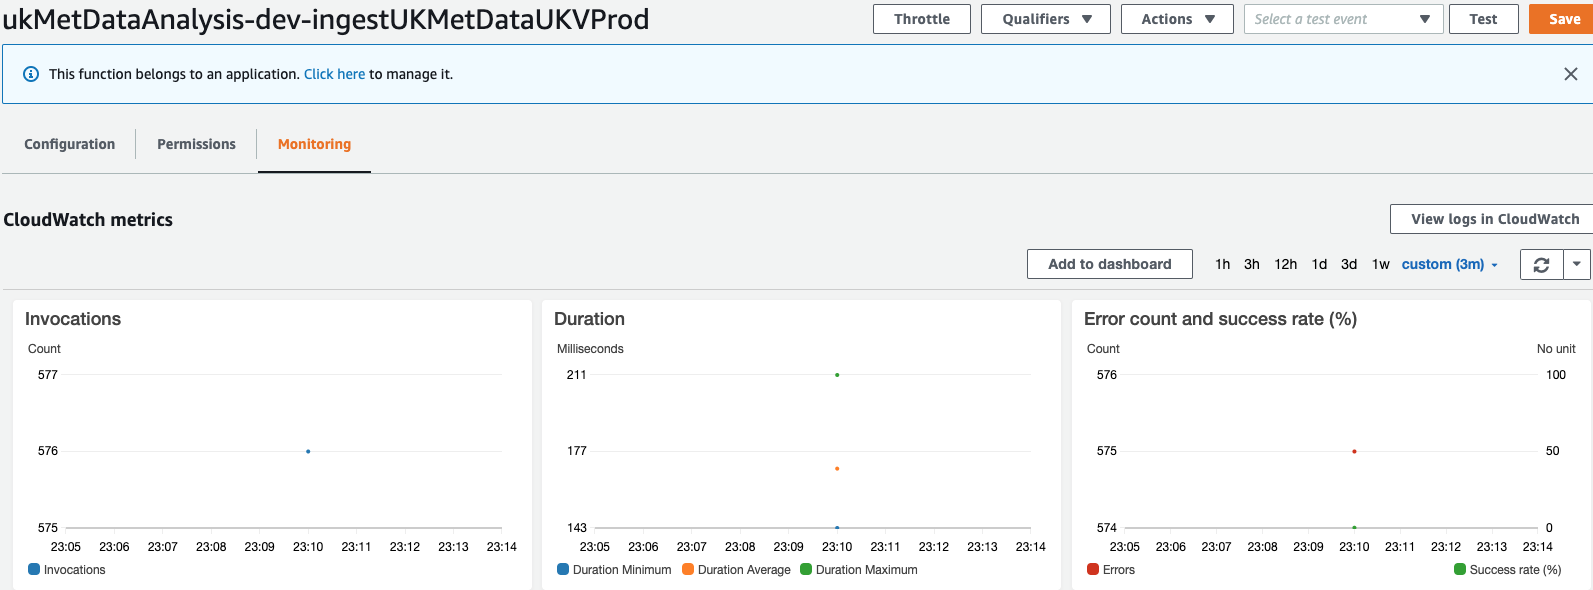 ukMetDataAnalysis-dev-ingestUKMetDataUKVProd
Throttle
Qualifiers
Actions
Select a test event
Test
Save
This function belongs to an application. Click here to manage it.
Configuration
Permissions
Monitoring
CloudWatch metrics
View logs in CloudWatch
Add to dashboard
1h 3h 12h 1d 3d 1w custom (3m)
Invocations
Count
577
576
575
23:05 23:06 23:07 23:08 23:09 23:10 23:11 23:12 23:13 23:14
Invocations
Duration
Milliseconds
211
177
143
23:05 23:06 23:07 23:08 23:09 23:10 23:11 23:12 23:13 23:14
Duration Minimum Duration Average Duration Maximum
Error count and success rate (%)
Count No unit
576 100
575 50
574 0
23:05 23:06 23:07 23:08 23:09 23:10 23:11 23:12 23:13 23:14
Errors Success rate (%)